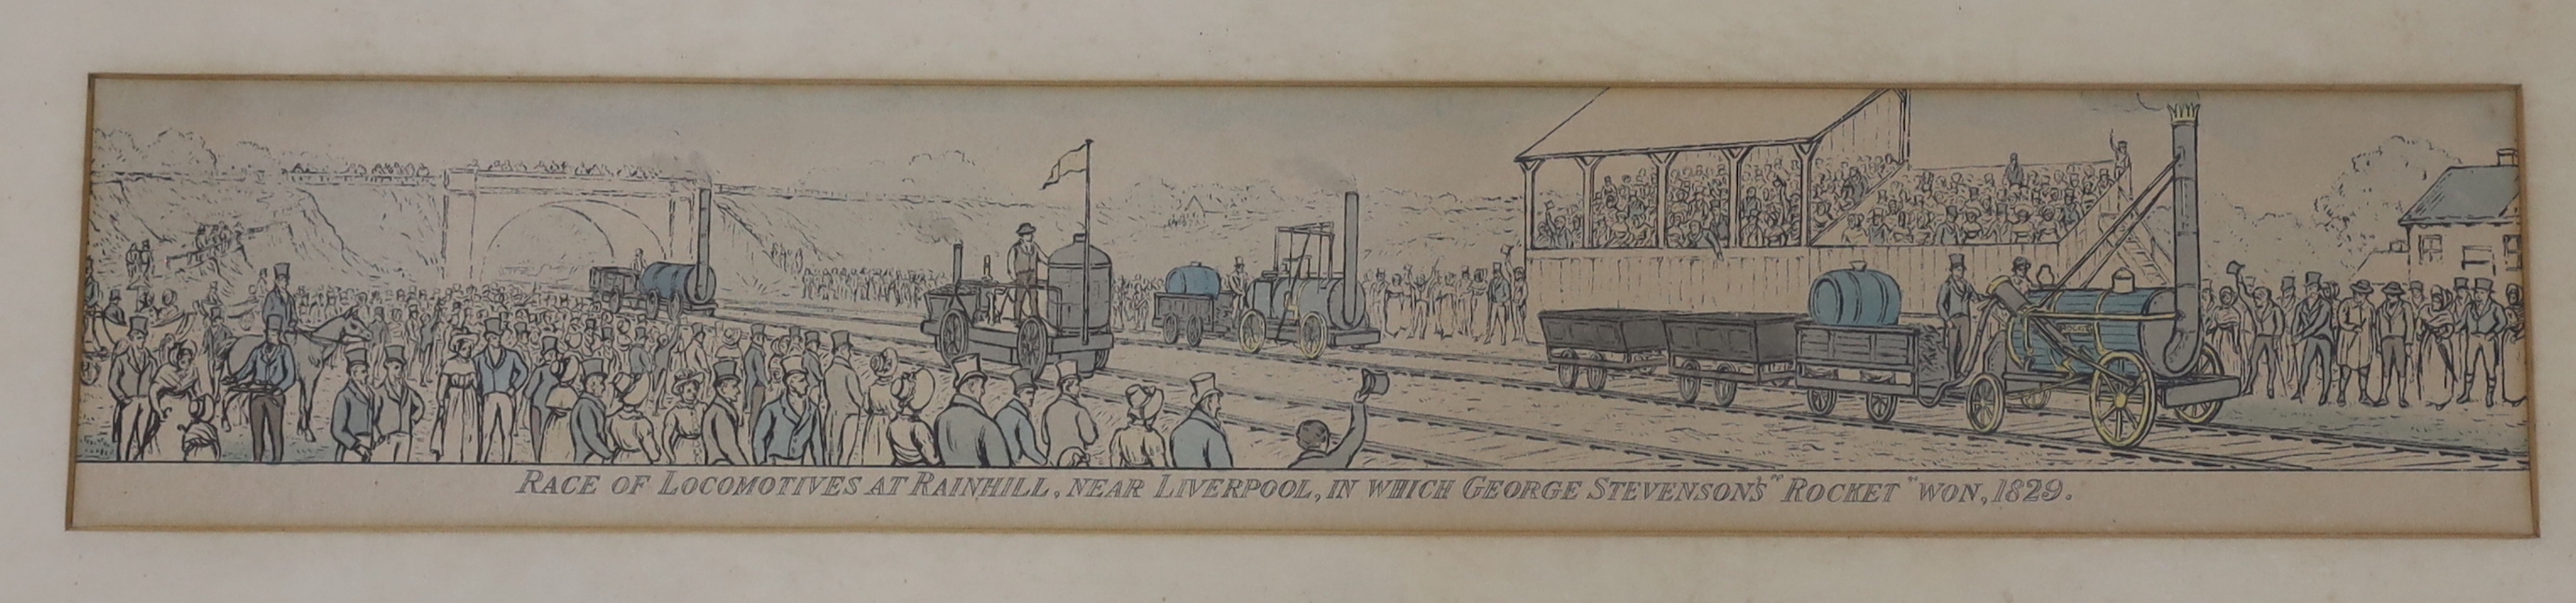 RACE OF LOCOMOTIVES AT RAINHILL, NEAR LIVERPOOL, IN WHICH GEORGE STEVENSON'S "ROCKET" WON, 1829.